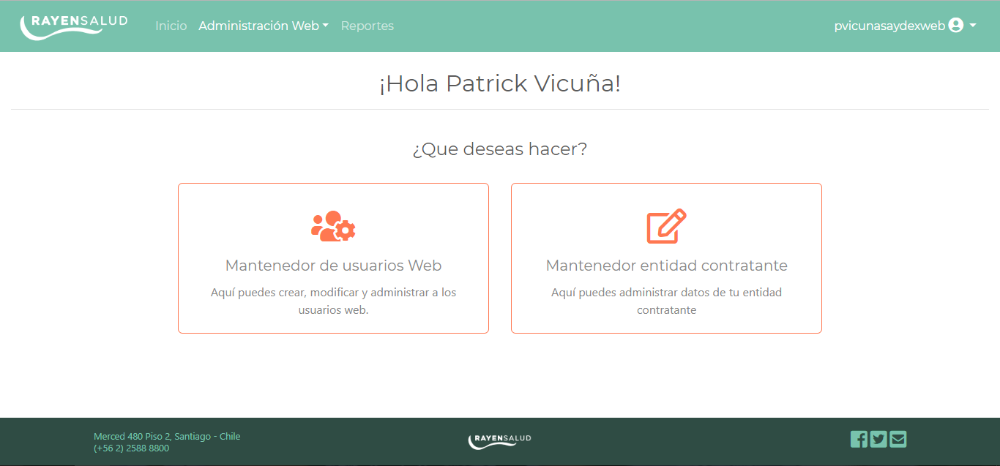 RAYENSALUD
Inicio
Administración Web
Reportes
pvicunasaydexweb
¡Hola Patrick Vicuña!
¿Que deseas hacer?
Mantenedor de usuarios Web
Aquí puedes crear, modificar y administrar a los
usuarios web.
Mantenedor entidad contratante
Aquí puedes administrar datos de tu entidad
contratante
Merced 480 Piso 2, Santiago - Chile
(+56 2) 2588 8800
RAYENSALUD